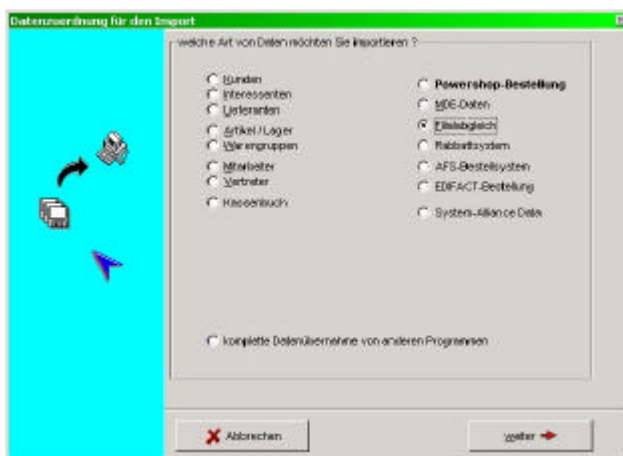 Datenzuordnung für den Import
welche Art von Daten möchten Sie importieren ?
Kunden
Interessenten
Lieferanten
Artikel / Lager
Warengruppen
Mitarbeiter
Vertreter
Kassenbuch
Powershop-Bestellung
MDE-Daten
Filialabgleich
Rabbattsystem
AFS-Bestellsystem
EDIFACT-Bestellung
System-Alliance Data
komplette Datenübernahme von anderen Programmen
Abbrechen
weiter